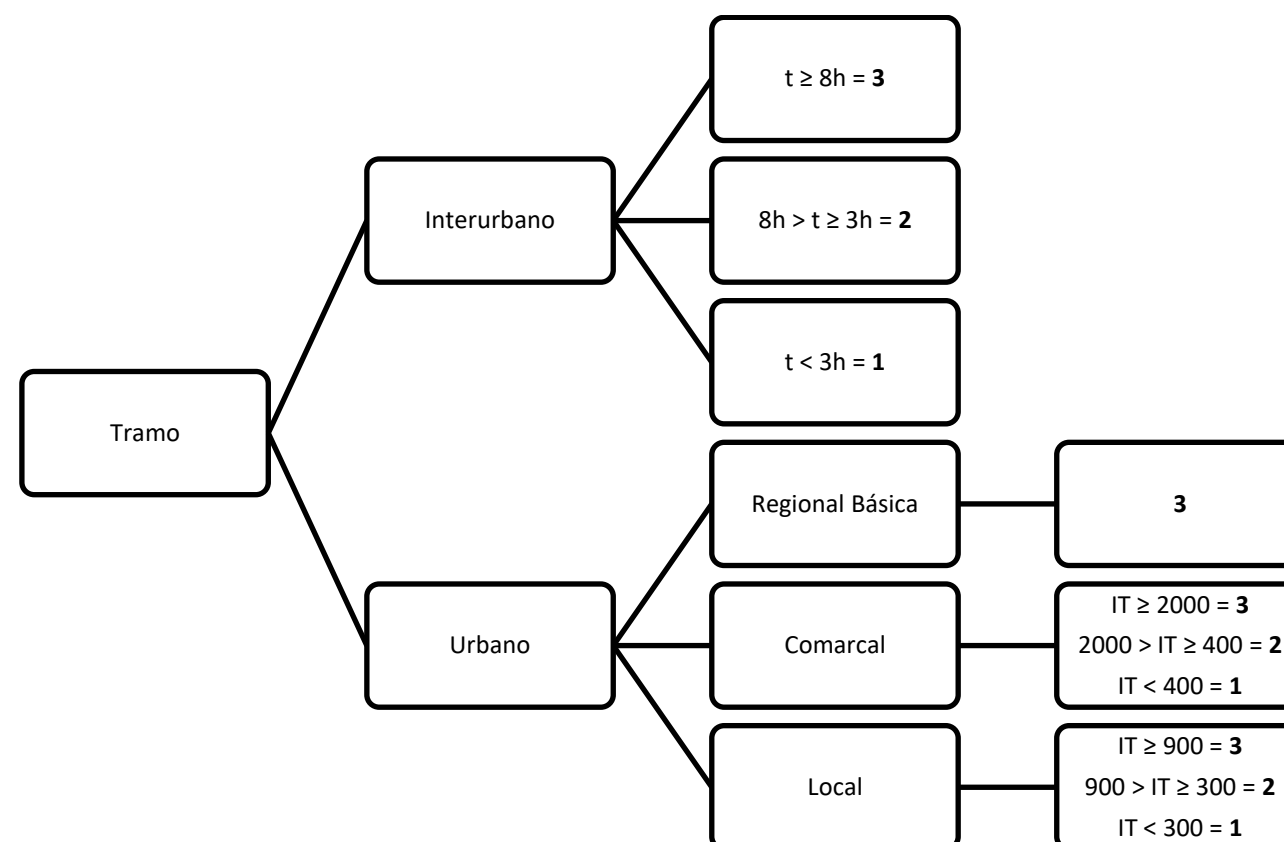 t ≥ 8h = 3
Interurbano
8h > t ≥ 3h = 2
t < 3h = 1
Tramo
Regional Básica
3
Urbano
Comarcal
IT ≥ 2000 = 3
2000 > IT ≥ 400 = 2
IT < 400 = 1
Local
IT ≥ 900 = 3
900 > IT ≥ 300 = 2
IT < 300 = 1